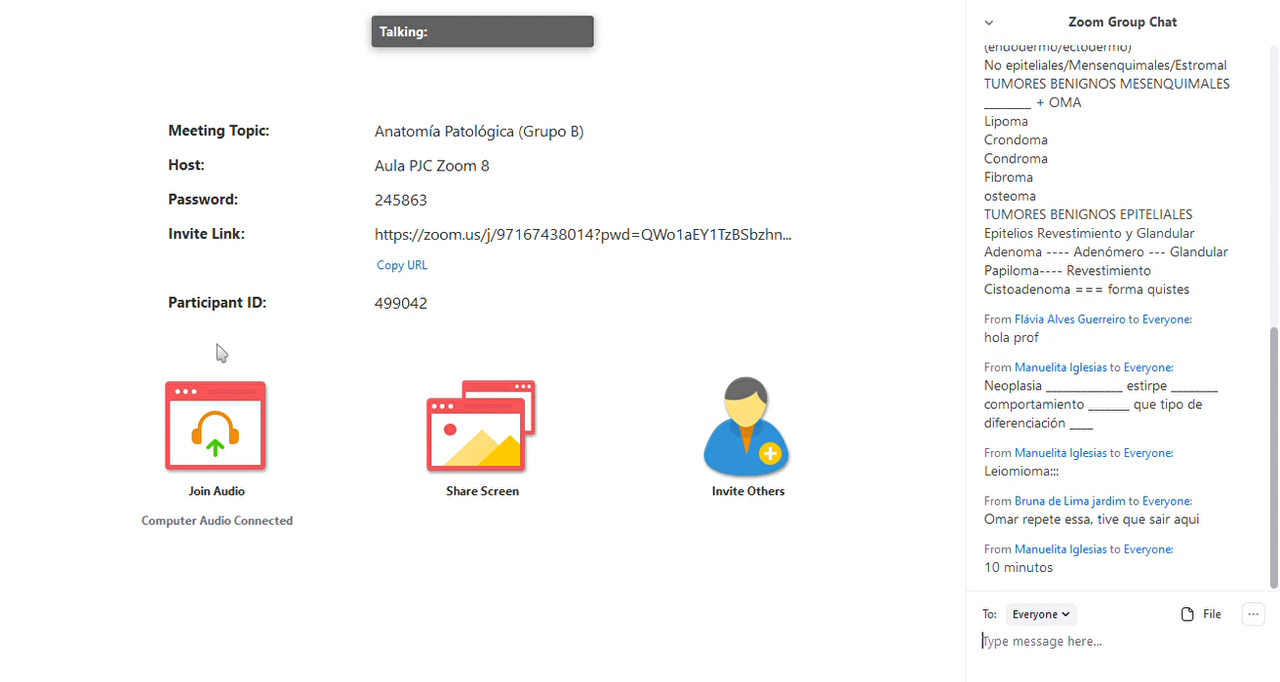 Talking:
Meeting Topic: Anatomía Patológica (Grupo B)
Host: Aula PJC Zoom 8
Password: 245863
Invite Link: https://zoom.us/j/97167438014?pwd=QWo1aEY1TzBSbzhn...
Copy URL
Participant ID: 499042
Join Audio
Computer Audio Connected
Share Screen
Invite Others
Zoom Group Chat
(endodermo/ectodermo)
No epiteliales/Mensenquimales/Estromal
TUMORES BENIGNOS MESENQUIMALES
________ + OMA
Lipoma
Crondoma
Condroma
Fibroma
osteoma
TUMORES BENIGNOS EPITELIALES
Epitelios Revestimiento y Glandular
Adenoma ---- Adenómero --- Glandular
Papiloma---- Revestimiento
Cistoadenoma === forma quistes
From Flávia Alves Guerreiro to Everyone:
hola prof
From Manuelita Iglesias to Everyone:
Neoplasia _____________ estirpe ________
comportamiento _______ que tipo de
diferenciación ____
From Manuelita Iglesias to Everyone:
Leiomioma:::
From Bruna de Lima jardim to Everyone:
Omar repete essa, tive que sair aqui
From Manuelita Iglesias to Everyone:
10 minutos
To: Everyone File ...
Type message here...